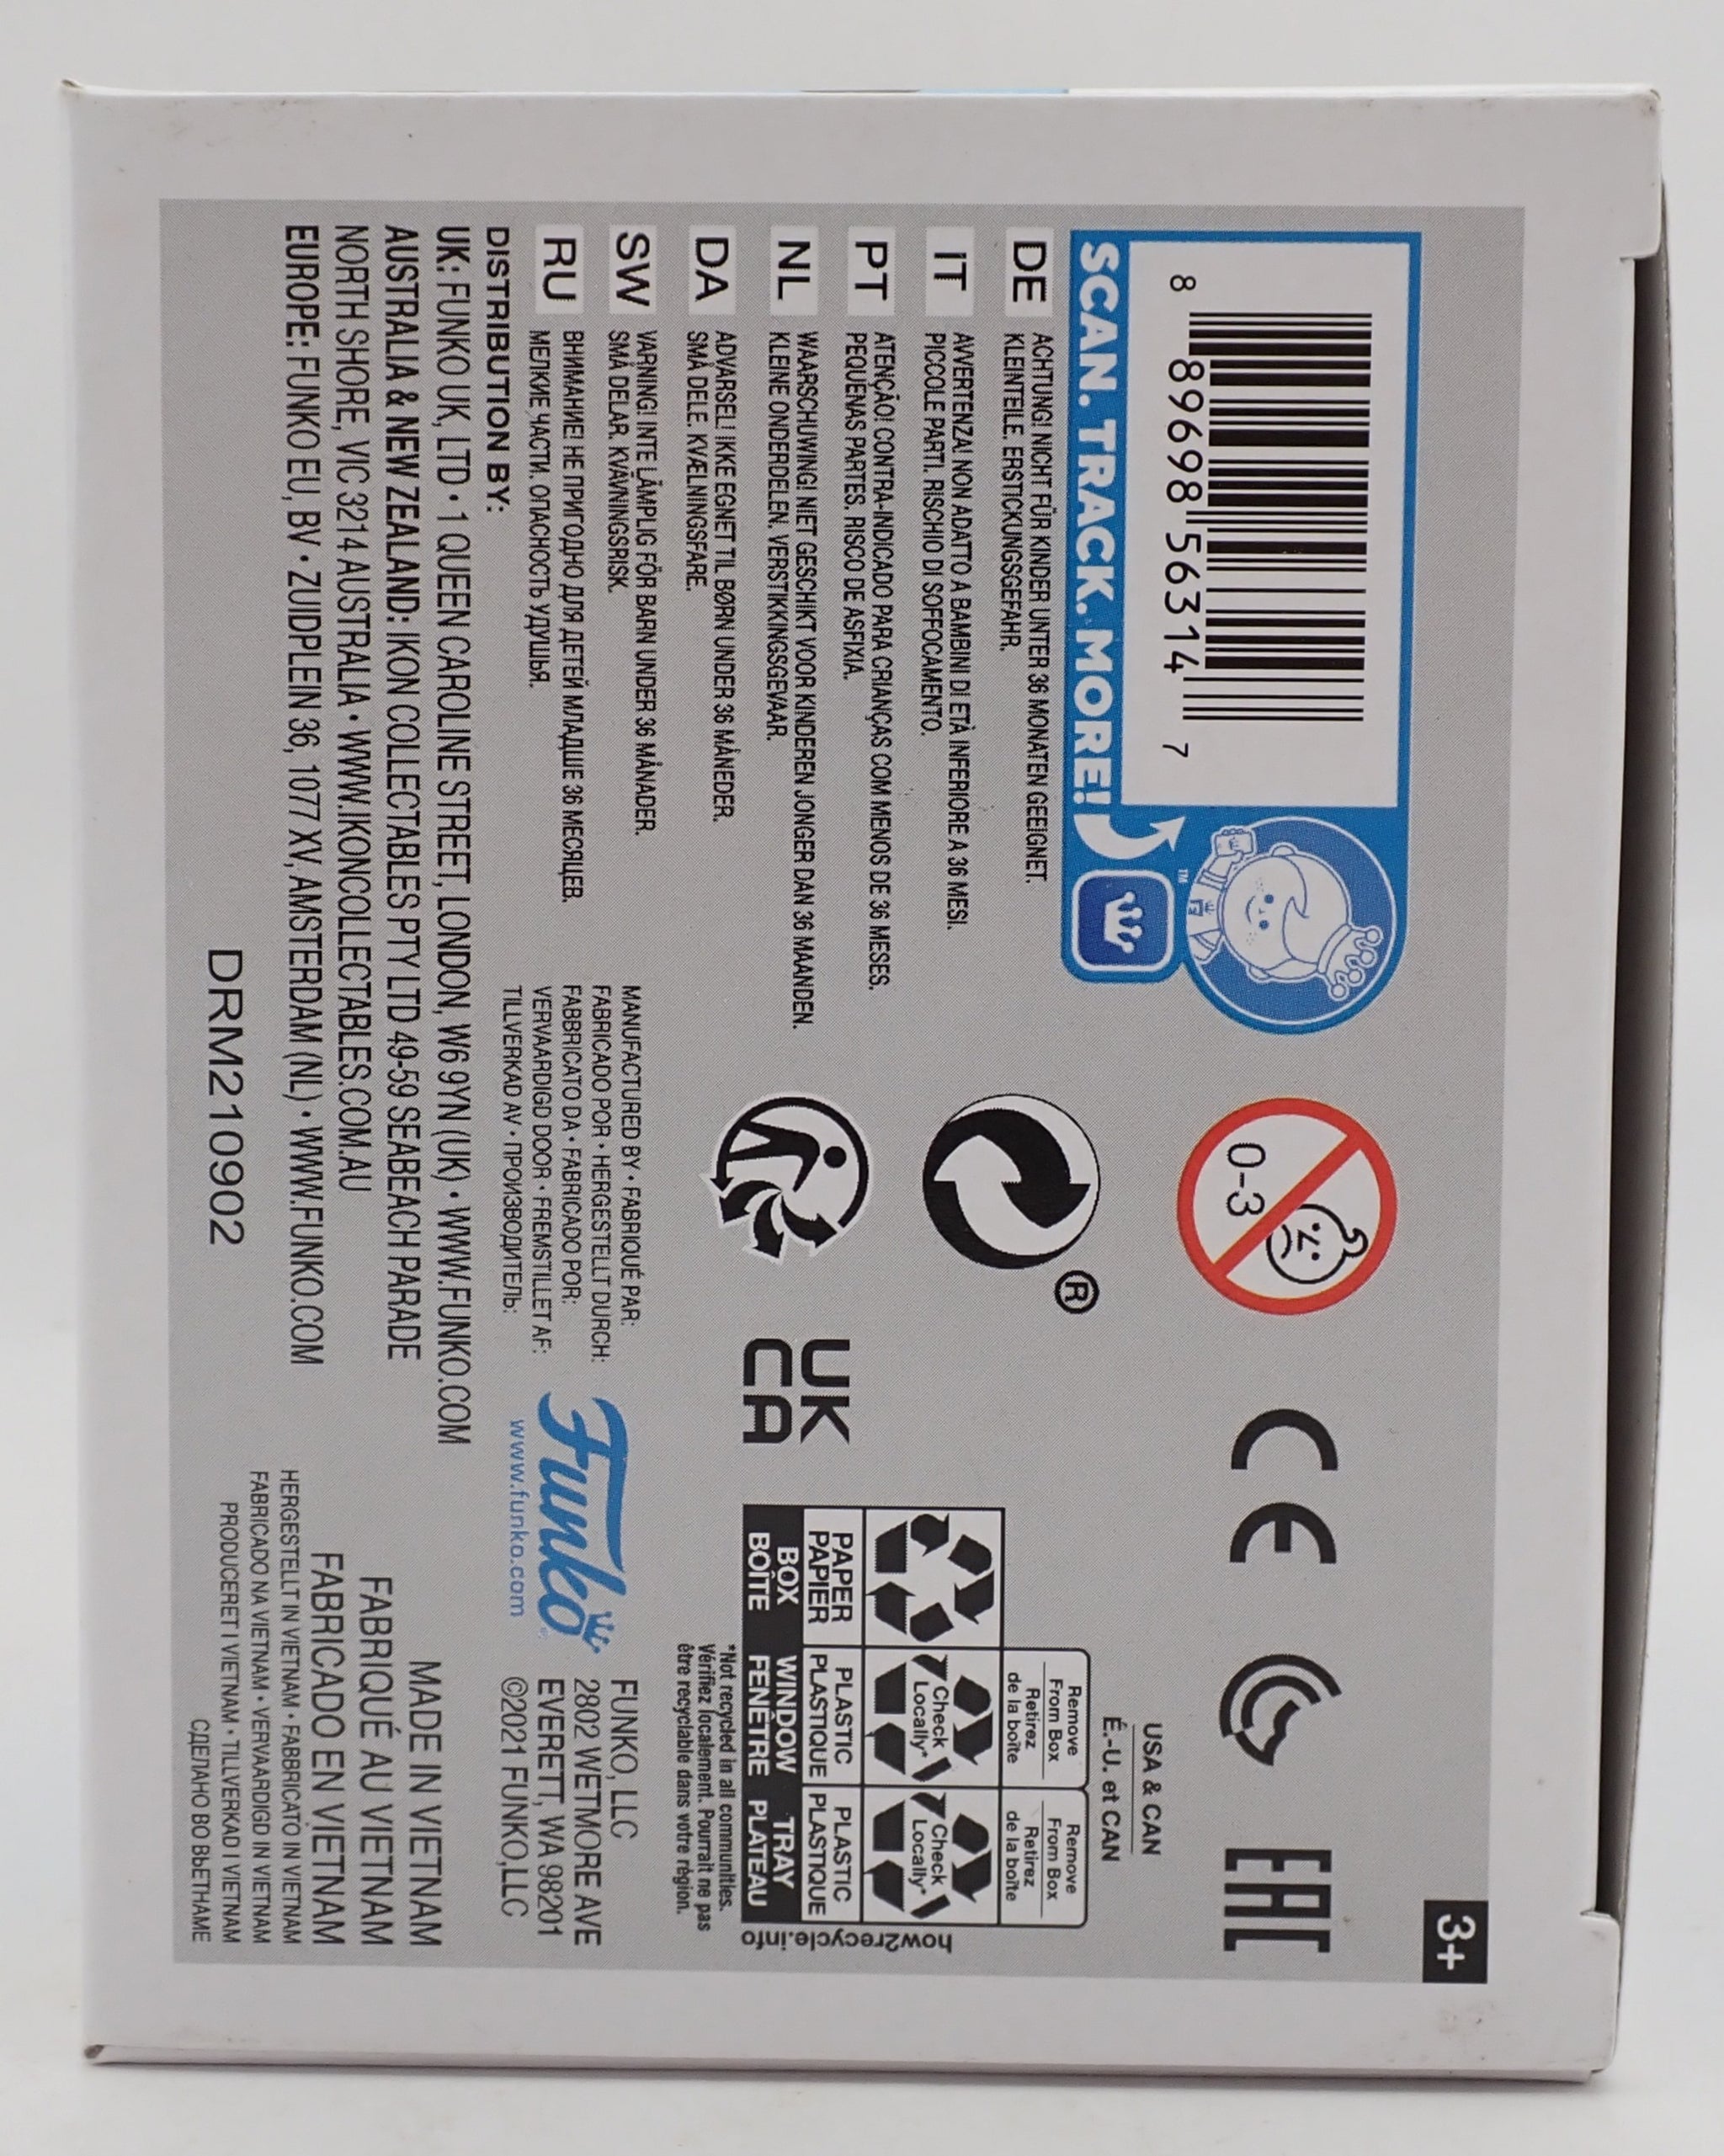 3+
8 89698 56314 7
SCAN. TRACK. MORE!
TM
0-3
CE
EAC
DE ACHTUNG! NICHT FÜR KINDER UNTER 36 MONATEN GEEIGNET.
KLEINTEILE. ERSTICKUNGSGEFAHR.
IT AVVERTENZA! NON ADATTO A BAMBINI DI ETÀ INFERIORE A 36 MESI.
PICCOLE PARTI. RISCHIO DI SOFFOCAMENTO.
PT ATENÇÃO! CONTRA-INDICADO PARA CRIANÇAS COM MENOS DE 36 MESES.
PEQUENAS PARTES. RISCO DE ASFIXIA.
NL WAARSCHUWING! NIET GESCHIKT VOOR KINDEREN JONGER DAN 36 MAANDEN.
KLEINE ONDERDELEN. VERSTIKKINGSGEVAAR.
DA ADVARSEL! IKKE EGNET TIL BØRN UNDER 36 MÅNEDER.
SMÅ DELE. KVÆLNINGSFARE.
SW VARNING! INTE LÄMPLIG FÖR BARN UNDER 36 MÅNADER.
SMÅ DELAR. KVÄVNINGSRISK.
RU ВНИМАНИЕ! НЕ ПРИГОДНО ДЛЯ ДЕТЕЙ МЛАДШЕ 36 МЕСЯЦЕВ.
МЕЛКИЕ ЧАСТИ. ОПАСНОСТЬ УДУШЬЯ.
®
UK
CA
USA & CAN
É.-U. et CAN
Remove
From Box
Retirez
de la boîte
Remove
From Box
Retirez
de la boîte
Check
Locally*
Check
Locally*
PAPER
PAPIER
PLASTIC
PLASTIQUE
PLASTIC
PLASTIQUE
BOX
BOÎTE
WINDOW
FENÊTRE
TRAY
PLATEAU
how2recycle.info
*Not recycled in all communities.
Vérifiez localement. Pourrait ne pas
être recyclable dans votre région.
MANUFACTURED BY • FABRIQUÉ PAR:
FABRICADO POR • HERGESTELLT DURCH:
FABBRICATO DA • FABRICADO POR:
VERVAARDIGD DOOR • FREMSTILLET AF:
TILLVERKAD AV • ПРОИЗВОДИТЕЛЬ:
Funko
www.funko.com
FUNKO, LLC
2802 WETMORE AVE
EVERETT, WA 98201
©2021 FUNKO,LLC
DISTRIBUTION BY:
UK: FUNKO UK, LTD • 1 QUEEN CAROLINE STREET, LONDON, W6 9YN (UK) • WWW.FUNKO.COM
AUSTRALIA & NEW ZEALAND: IKON COLLECTABLES PTY LTD 49-59 SEABEACH PARADE
NORTH SHORE, VIC 3214 AUSTRALIA • WWW.IKONCOLLECTABLES.COM.AU
EUROPE: FUNKO EU, BV • ZUIDPLEIN 36, 1077 XV, AMSTERDAM (NL) • WWW.FUNKO.COM
DRM210902
MADE IN VIETNAM
FABRIQUÉ AU VIETNAM
FABRICADO EN VIETNAM
HERGESTELLT IN VIETNAM • FABBRICATO IN VIETNAM
FABRICADO NA VIETNAM • VERVAARDIGD IN VIETNAM
PRODUCERET I VIETNAM • TILLVERKAD I VIETNAM
СДЕЛАНО ВО ВЬЕТНАМЕ